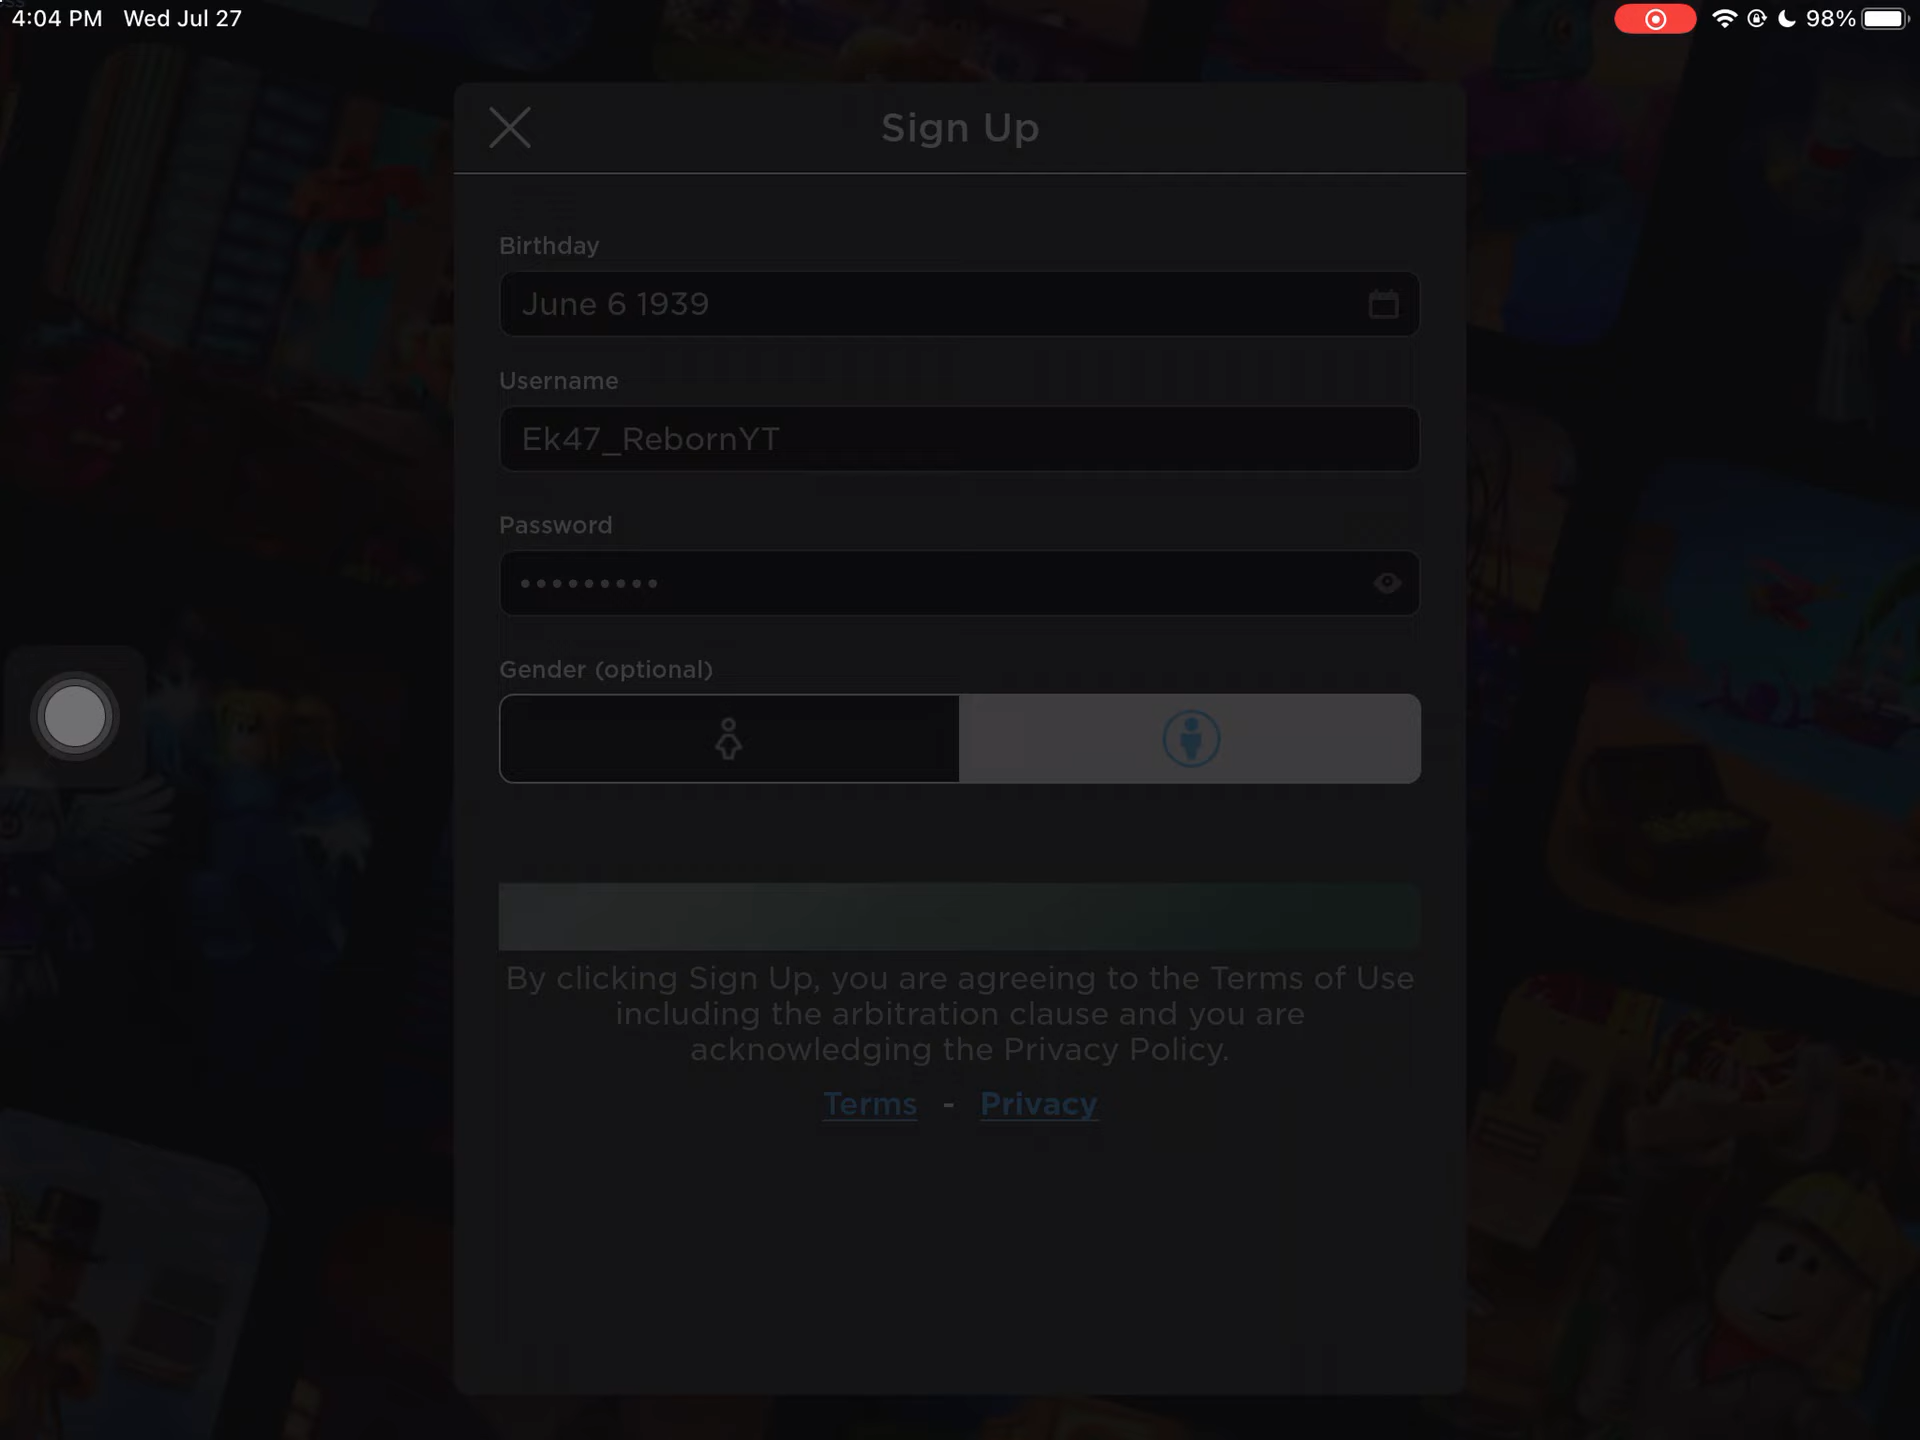 4:04 PM Wed Jul 27
98%
Sign Up
Birthday
June 6 1939
Username
Ek47_RebornYT
Password
•••••••••
Gender (optional)
By clicking Sign Up, you are agreeing to the Terms of Use
including the arbitration clause and you are
acknowledging the Privacy Policy.
Terms - Privacy